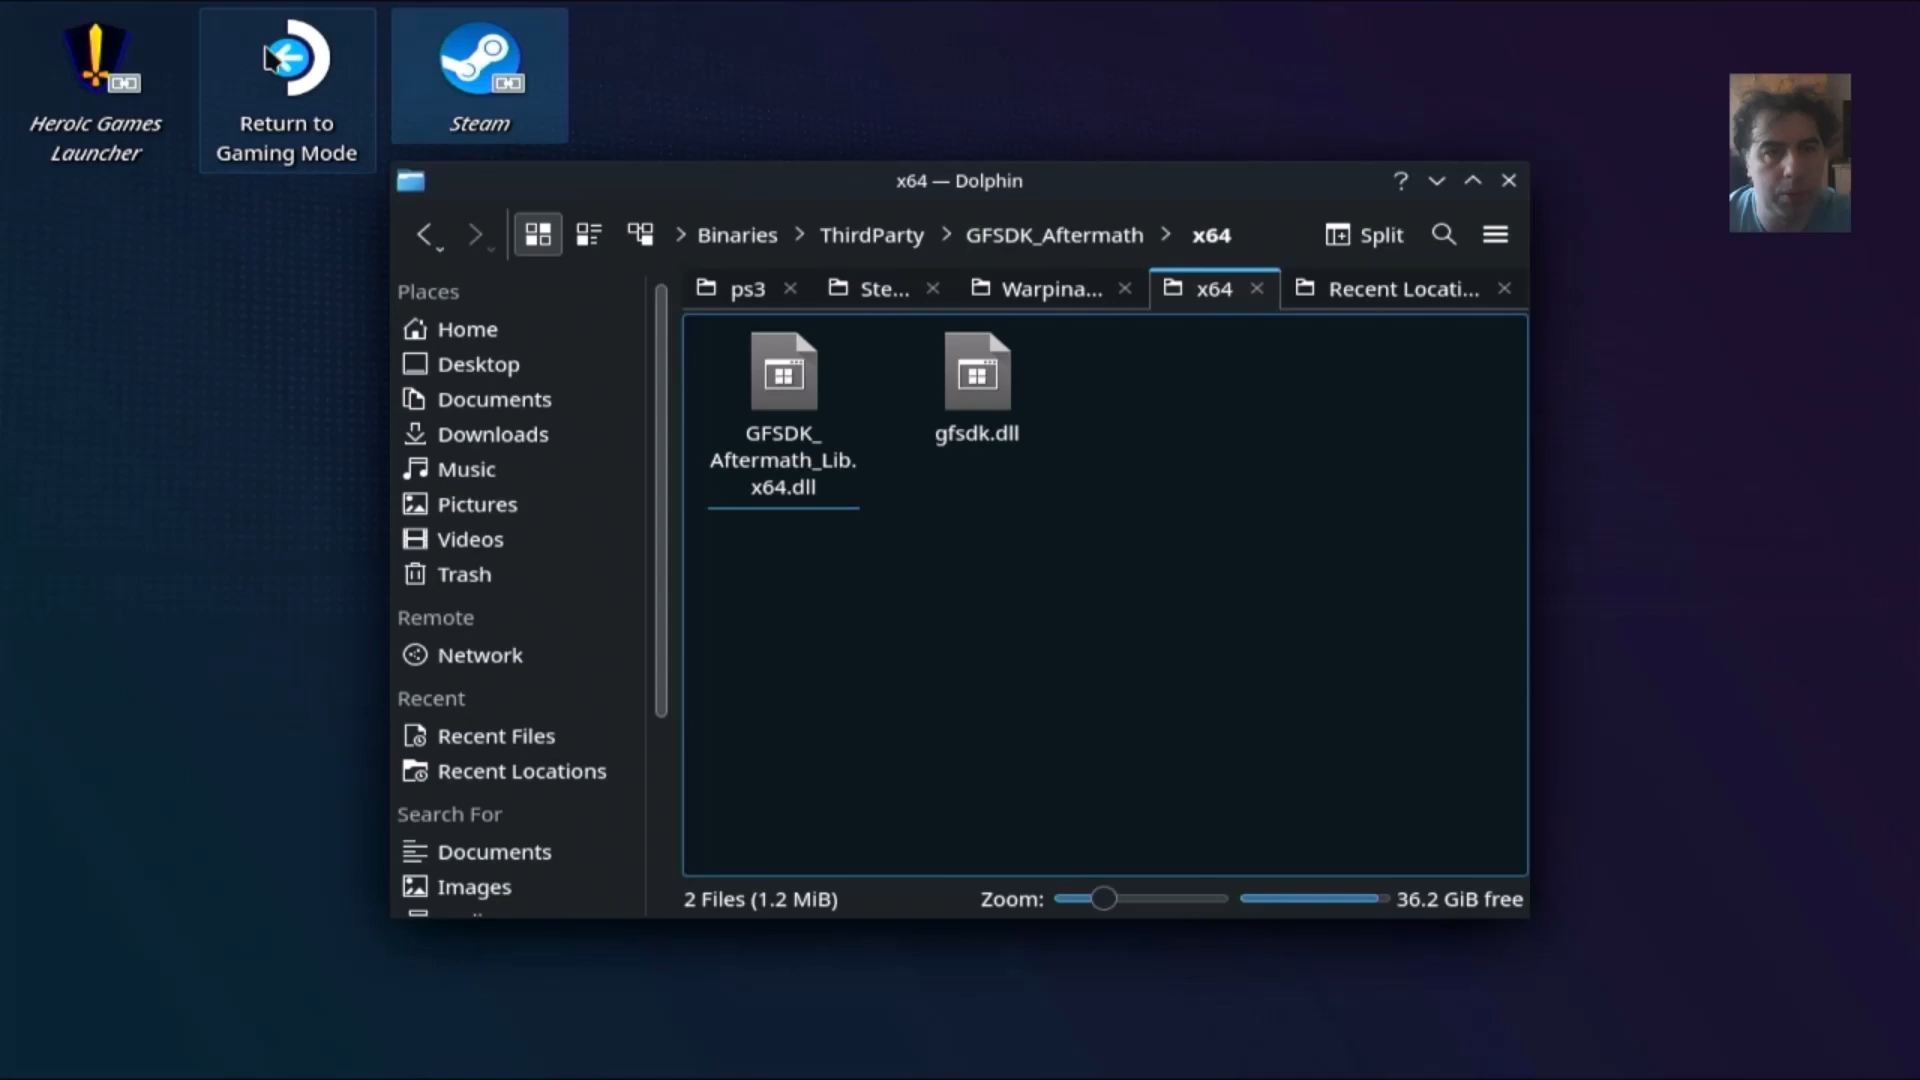 Heroic Games
Launcher
Return to
Gaming Mode
Steam
x64 — Dolphin
Binaries > ThirdParty > GFSDK_Aftermath > x64
Split
ps3
Ste...
Warpina...
x64
Recent Locati...
Places
Home
Desktop
Documents
Downloads
Music
Pictures
Videos
Trash
Remote
Network
Recent
Recent Files
Recent Locations
Search For
Documents
Images
GFSDK_
Aftermath_Lib.
x64.dll
gfsdk.dll
2 Files (1.2 MiB)
Zoom:
36.2 GiB free